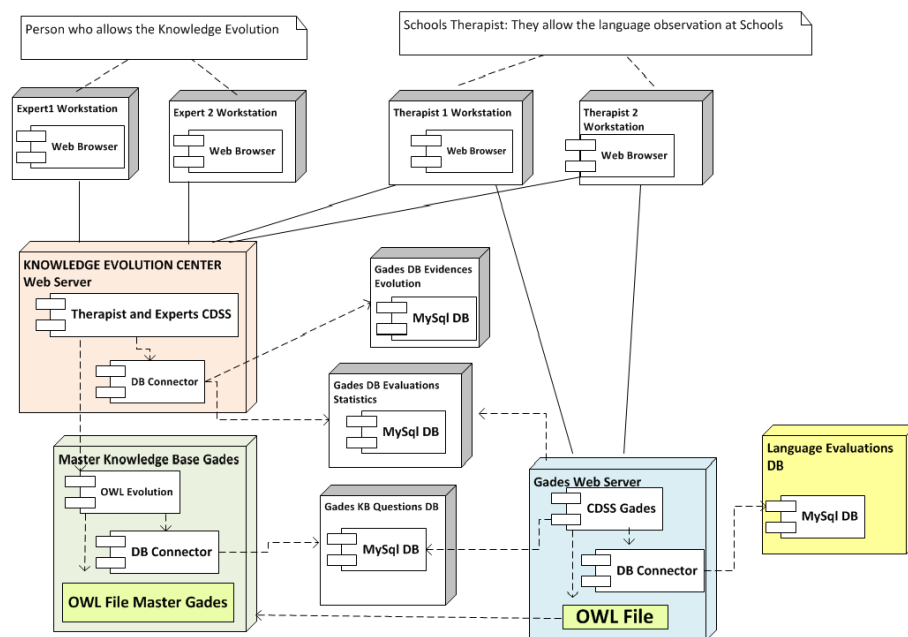 Person who allows the Knowledge Evolution
Schools Therapist: They allow the language observation at Schools
Expert1 Workstation
Web Browser
Expert 2 Workstation
Web Browser
Therapist 1 Workstation
Web Browser
Therapist 2
Workstation
Web Browser
KNOWLEDGE EVOLUTION CENTER
Web Server
Therapist and Experts CDSS
DB Connector
Gades DB Evidences
Evolution
MySql DB
Gades DB Evaluations
Statistics
MySql DB
Master Knowledge Base Gades
OWL Evolution
DB Connector
OWL File Master Gades
Gades KB Questions DB
MySql DB
Gades Web Server
CDSS Gades
DB Connector
OWL File
Language Evaluations
DB
MySql DB